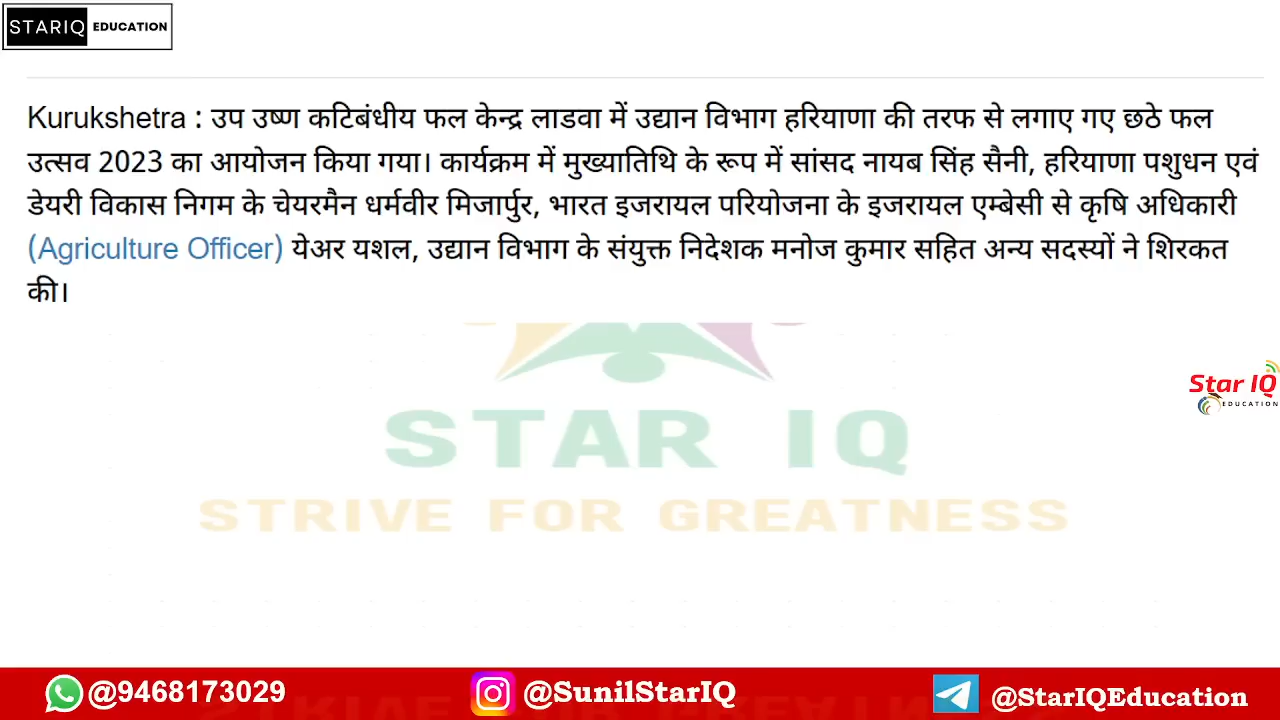 STARIQ EDUCATION
Kurukshetra : उप उष्ण कटिबंधीय फल केन्द्र लाडवा में उद्यान विभाग हरियाणा की तरफ से लगाए गए छठे फल
उत्सव 2023 का आयोजन किया गया। कार्यक्रम में मुख्यातिथि के रूप में सांसद नायब सिंह सैनी, हरियाणा पशुधन एवं
डेयरी विकास निगम के चेयरमैन धर्मवीर मिजार्पुर, भारत इजरायल परियोजना के इजरायल एम्बेसी से कृषि अधिकारी
(Agriculture Officer) येअर यशल, उद्यान विभाग के संयुक्त निदेशक मनोज कुमार सहित अन्य सदस्यों ने शिरकत
की।
Star IQ
EDUCATION
STAR IQ
STRIVE FOR GREATNESS
@9468173029 @SunilStarIQ @StarIQEducation